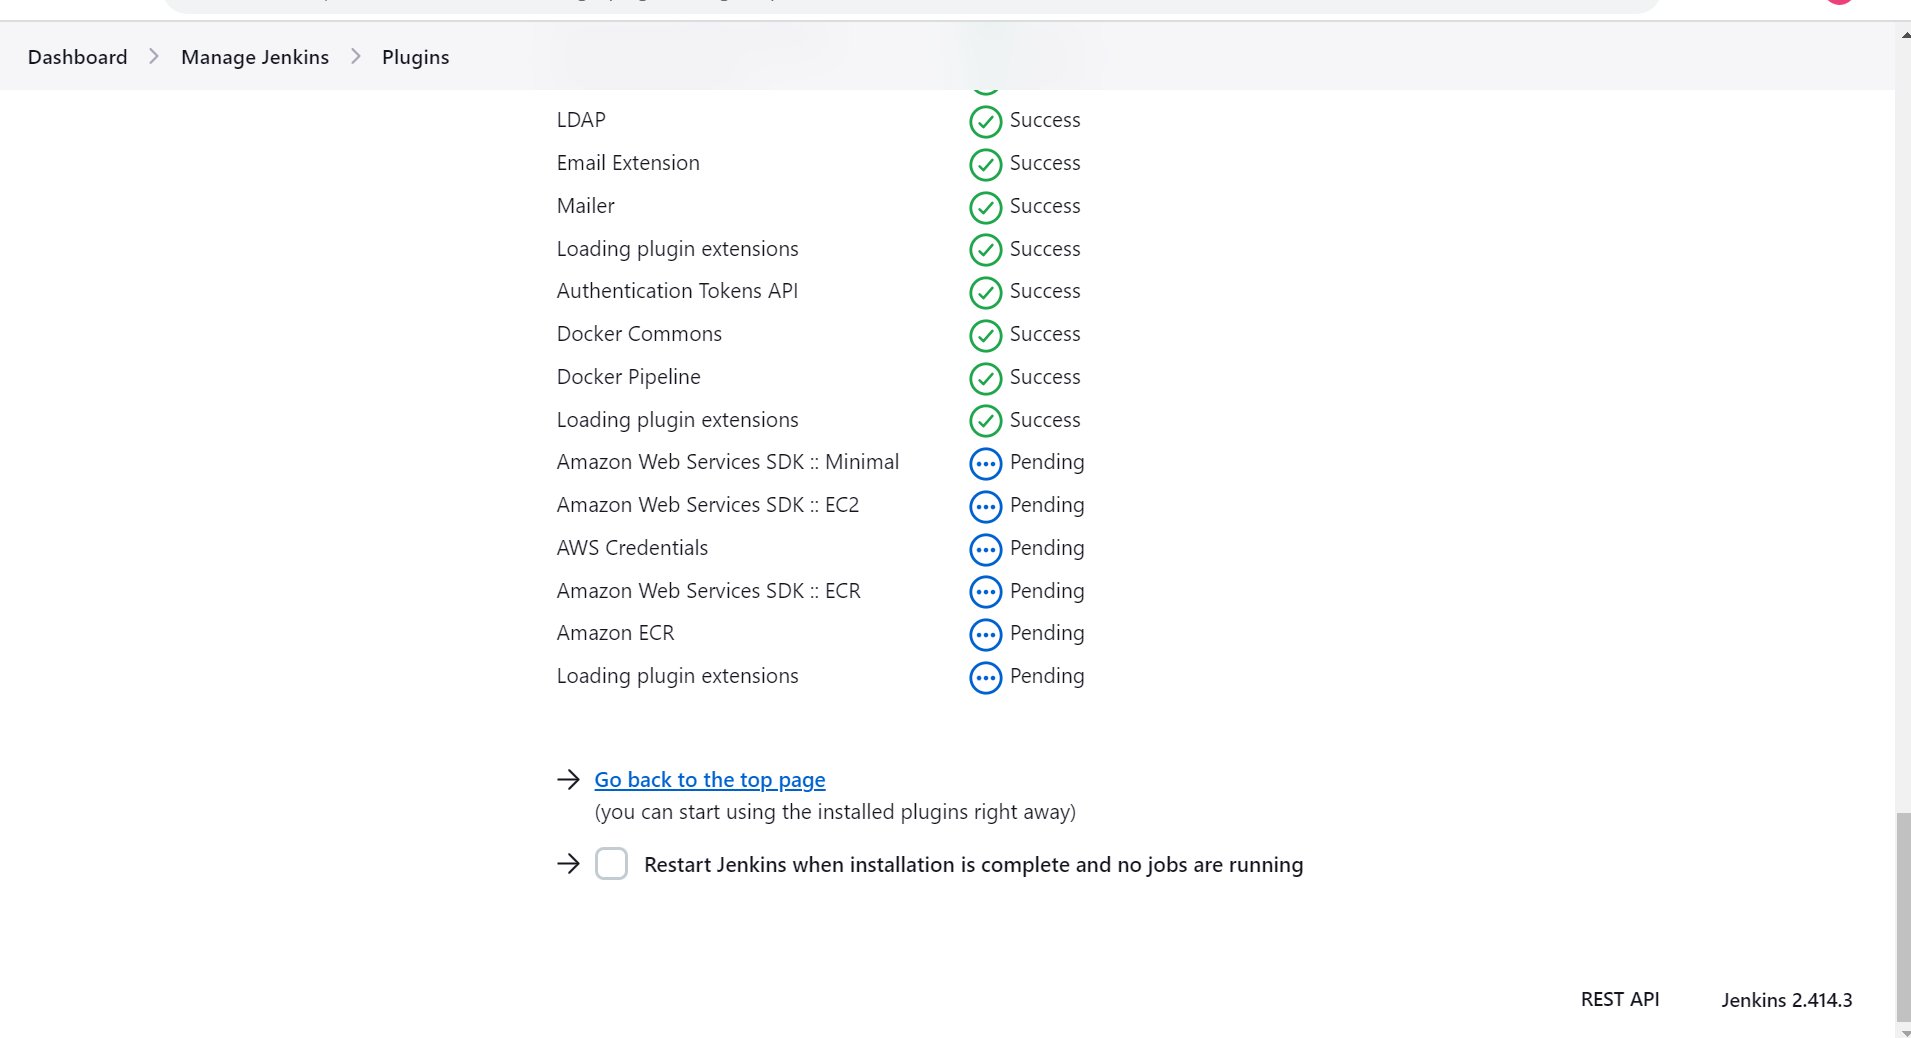 Dashboard > Manage Jenkins > Plugins
LDAP Success
Email Extension Success
Mailer Success
Loading plugin extensions Success
Authentication Tokens API Success
Docker Commons Success
Docker Pipeline Success
Loading plugin extensions Success
Amazon Web Services SDK :: Minimal Pending
Amazon Web Services SDK :: EC2 Pending
AWS Credentials Pending
Amazon Web Services SDK :: ECR Pending
Amazon ECR Pending
Loading plugin extensions Pending
→ Go back to the top page
(you can start using the installed plugins right away)
→ Restart Jenkins when installation is complete and no jobs are running
REST API Jenkins 2.414.3